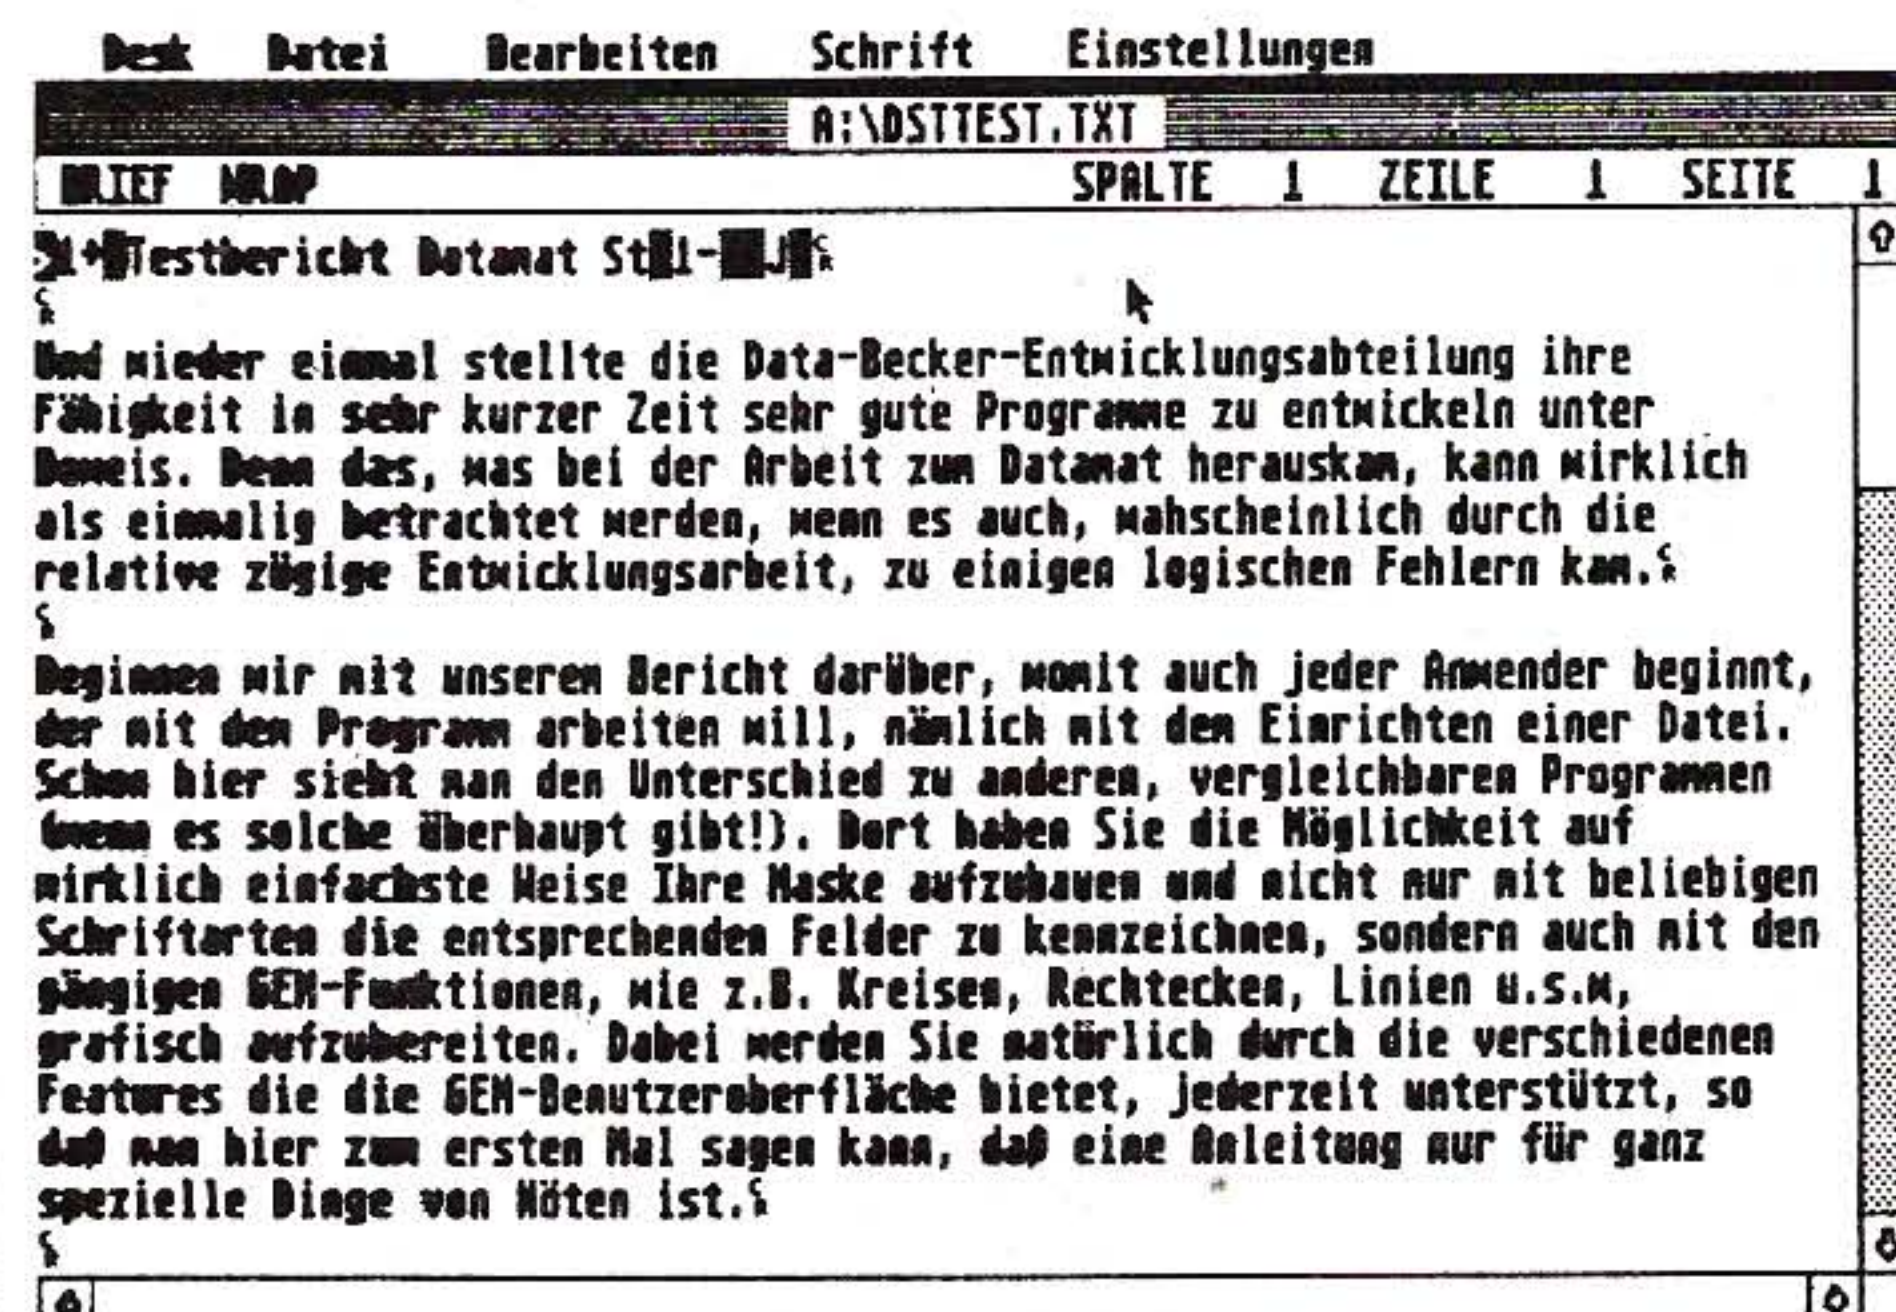 Desk Datei Bearbeiten Schrift Einstellungen
A:\DSTTEST.TXT
BRIEF WRAP SPALTE 1 ZEILE 1 SEITE 1
Testbericht Datamat
Und wieder einmal stellte die Data-Becker-Entwicklungsabteilung ihre
Fähigkeit in sehr kurzer Zeit sehr gute Programme zu entwickeln unter
Beweis. Denn das, was bei der Arbeit zum Datamat herauskam, kann wirklich
als einmalig betrachtet werden, wenn es auch, wahscheinlich durch die
relative zügige Entwicklungsarbeit, zu einigen logischen Fehlern kam.
Beginnen wir mit unserem Bericht darüber, womit auch jeder Anwender beginnt,
der mit dem Programm arbeiten will, nämlich mit dem Einrichten einer Datei.
Schon hier sieht man den Unterschied zu anderen, vergleichbaren Programmen
(wenn es solche überhaupt gibt!). Dort haben Sie die Möglichkeit auf
wirklich einfachste Weise Ihre Maske aufzubauen und nicht nur mit beliebigen
Schriftarten die entsprechenden Felder zu kennzeichnen, sondern auch mit den
gängigen GEM-Funktionen, wie z.B. Kreisen, Rechtecken, Linien u.s.w,
grafisch aufzubereiten. Dabei werden Sie natürlich durch die verschiedenen
Features die die GEM-Benutzeroberfläche bietet, jederzeit unterstützt, so
daß man hier zum ersten Mal sagen kann, daß eine Anleitung nur für ganz
spezielle Dinge von Nöten ist.